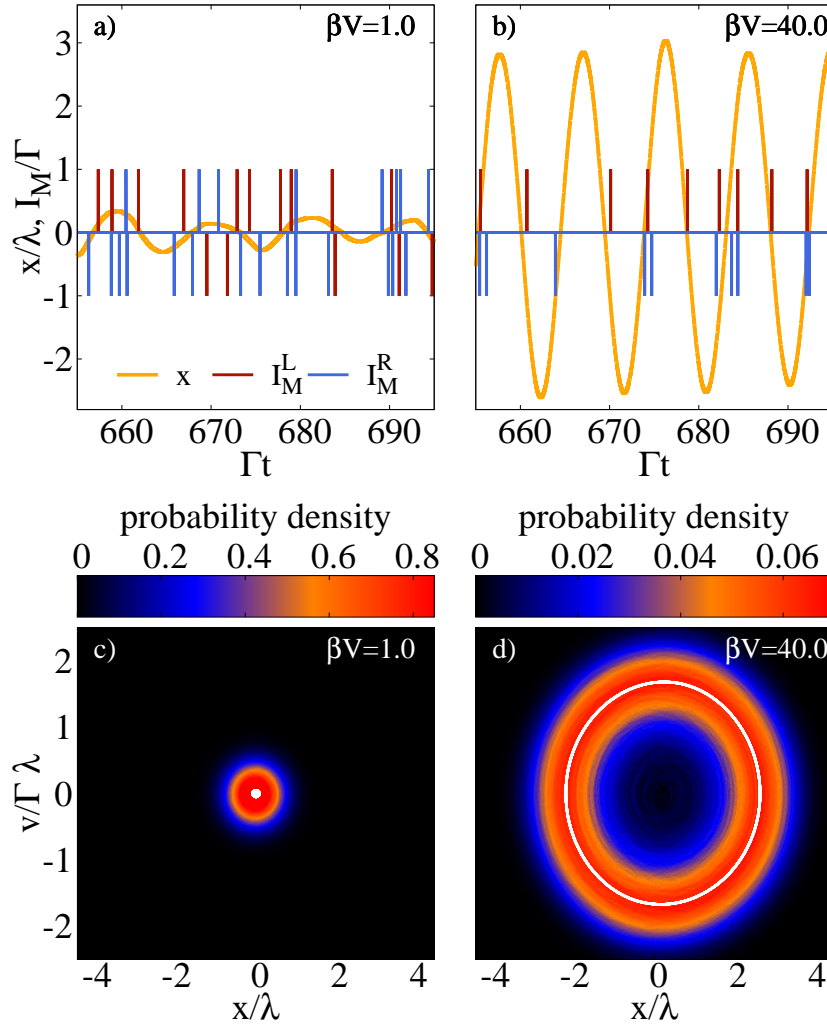 a) βV=1.0 b) βV=40.0
3
2
1
0
-1
-2
x/λ, I_M/Γ
x I_M^L I_M^R
660 670 680 690 660 670 680 690
Γt Γt
probability density probability density
0 0.2 0.4 0.6 0.8 0 0.02 0.04 0.06
c) βV=1.0 d) βV=40.0
2
1
0
-1
-2
v/Γ λ
-4 -2 0 2 4 -4 -2 0 2 4
x/λ x/λ